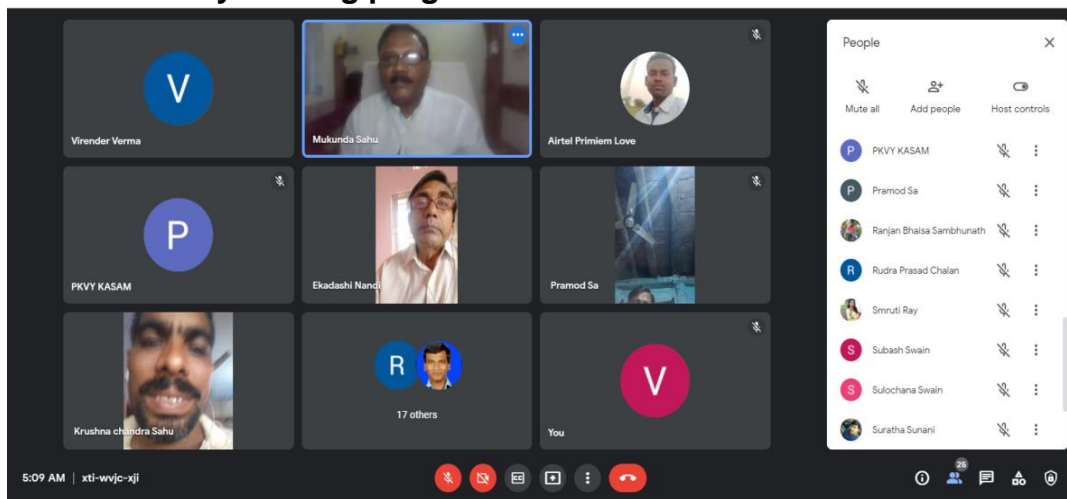 V
Virender Verma
Mukunda Sahu
Airtel Primiem Love
P
PKVY KASAM
Ekadashi Nandi
Pramod Sa
Krushna chandra Sahu
R
17 others
V
You
People
Mute all Add people Host controls
P PKVY KASAM
P Pramod Sa
Ranjan Bhaisa Sambhunath
R Rudra Prasad Chalan
Smruti Ray
S Subash Swain
S Sulochana Swain
Suratha Sunani
5:09 AM | xti-wvjc-xji
CC
25